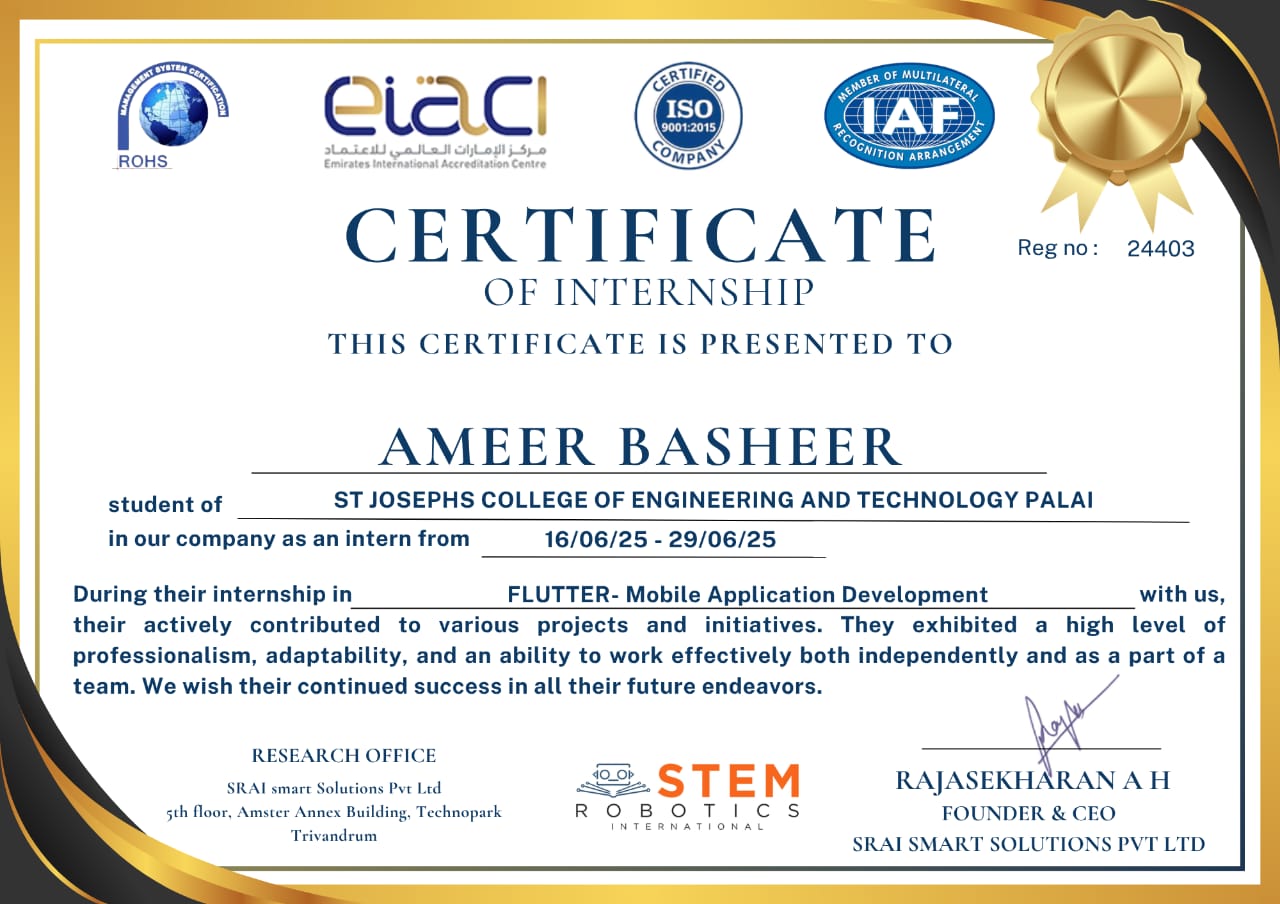 MANAGEMENT SYSTEM CERTIFICATION
ROHS
eiaci
مركز الإمارات العالمي للاعتماد
Emirates International Accreditation Centre
CERTIFIED
ISO
9001:2015
COMPANY
MEMBER OF MULTILATERAL
IAF
RECOGNITION ARRANGEMENT
CERTIFICATE
Reg no : 24403
OF INTERNSHIP
THIS CERTIFICATE IS PRESENTED TO
AMEER BASHEER
student of ST JOSEPHS COLLEGE OF ENGINEERING AND TECHNOLOGY PALAI
in our company as an intern from 16/06/25 - 29/06/25
During their internship in FLUTTER- Mobile Application Development with us,
their actively contributed to various projects and initiatives. They exhibited a high level of
professionalism, adaptability, and an ability to work effectively both independently and as a part of a
team. We wish their continued success in all their future endeavors.
RESEARCH OFFICE
SRAI smart Solutions Pvt Ltd
5th floor, Amster Annex Building, Technopark
Trivandrum
STEM
ROBOTICS
INTERNATIONAL
RAJASEKHARAN A H
FOUNDER & CEO
SRAI SMART SOLUTIONS PVT LTD